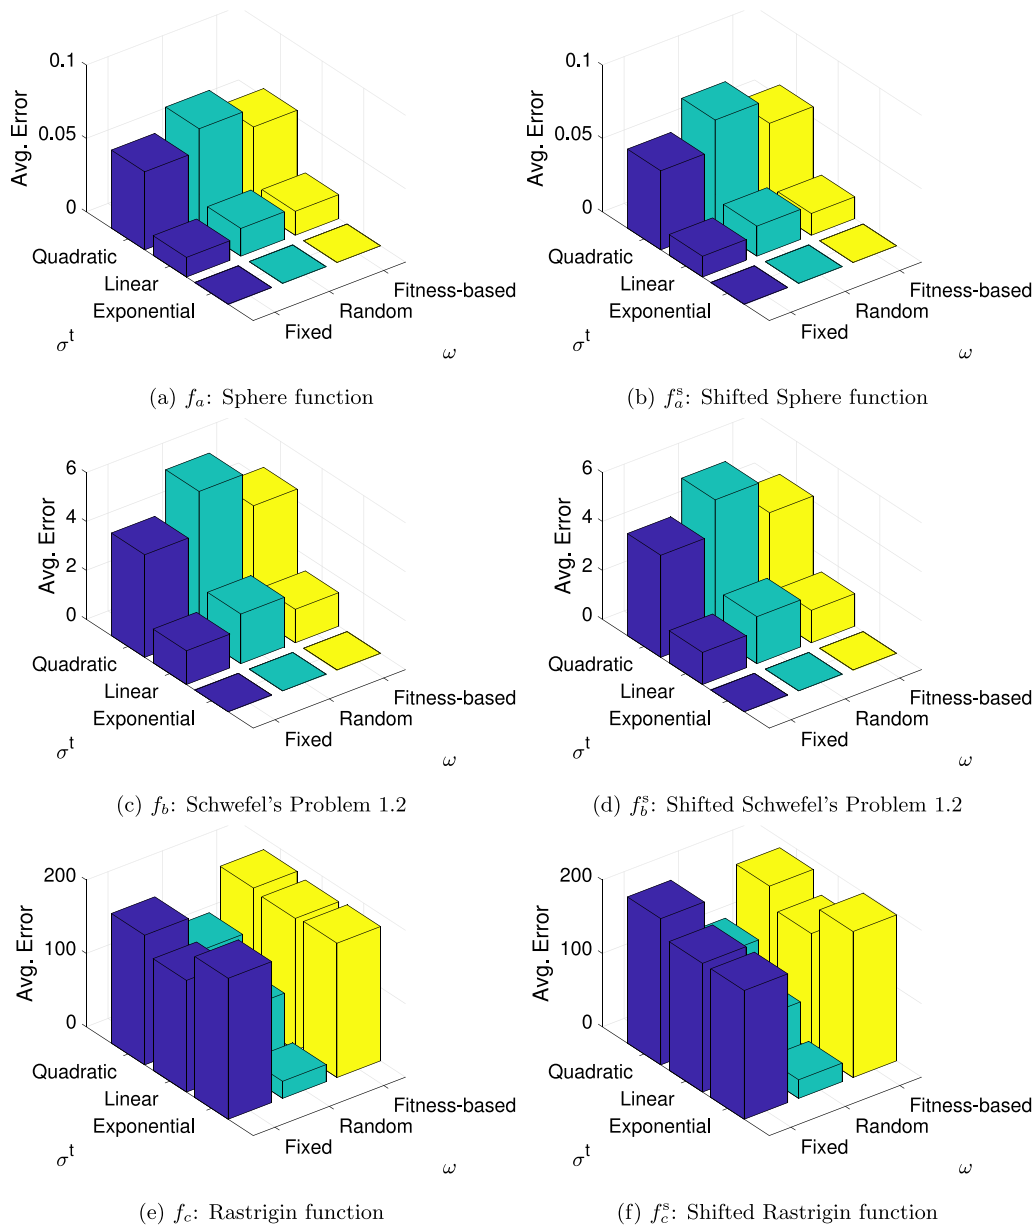 0.1
0.05
0
Avg. Error
Quadratic
Linear
Exponential
σ^t
Fixed
Random
Fitness-based
ω
(a) f_a: Sphere function
0.1
0.05
0
Avg. Error
Quadratic
Linear
Exponential
σ^t
Fixed
Random
Fitness-based
ω
(b) f_a^s: Shifted Sphere function
6
4
2
0
Avg. Error
Quadratic
Linear
Exponential
σ^t
Fixed
Random
Fitness-based
ω
(c) f_b: Schwefel's Problem 1.2
6
4
2
0
Avg. Error
Quadratic
Linear
Exponential
σ^t
Fixed
Random
Fitness-based
ω
(d) f_b^s: Shifted Schwefel's Problem 1.2
200
100
0
Avg. Error
Quadratic
Linear
Exponential
σ^t
Fixed
Random
Fitness-based
ω
(e) f_c: Rastrigin function
200
100
0
Avg. Error
Quadratic
Linear
Exponential
σ^t
Fixed
Random
Fitness-based
ω
(f) f_c^s: Shifted Rastrigin function